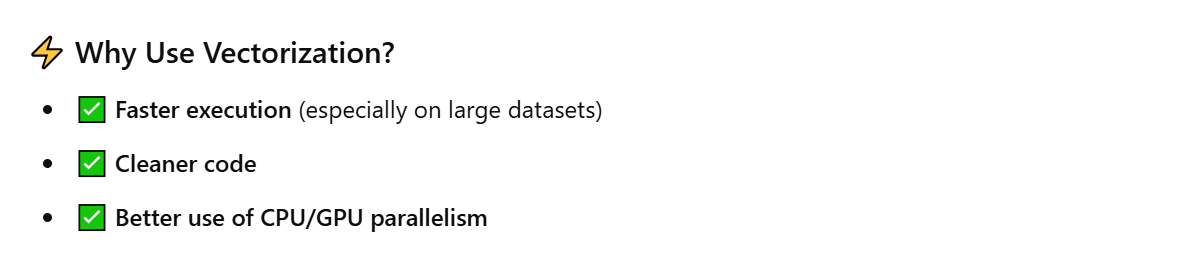 ⚡ Why Use Vectorization?
• ✅ Faster execution (especially on large datasets)
• ✅ Cleaner code
• ✅ Better use of CPU/GPU parallelism